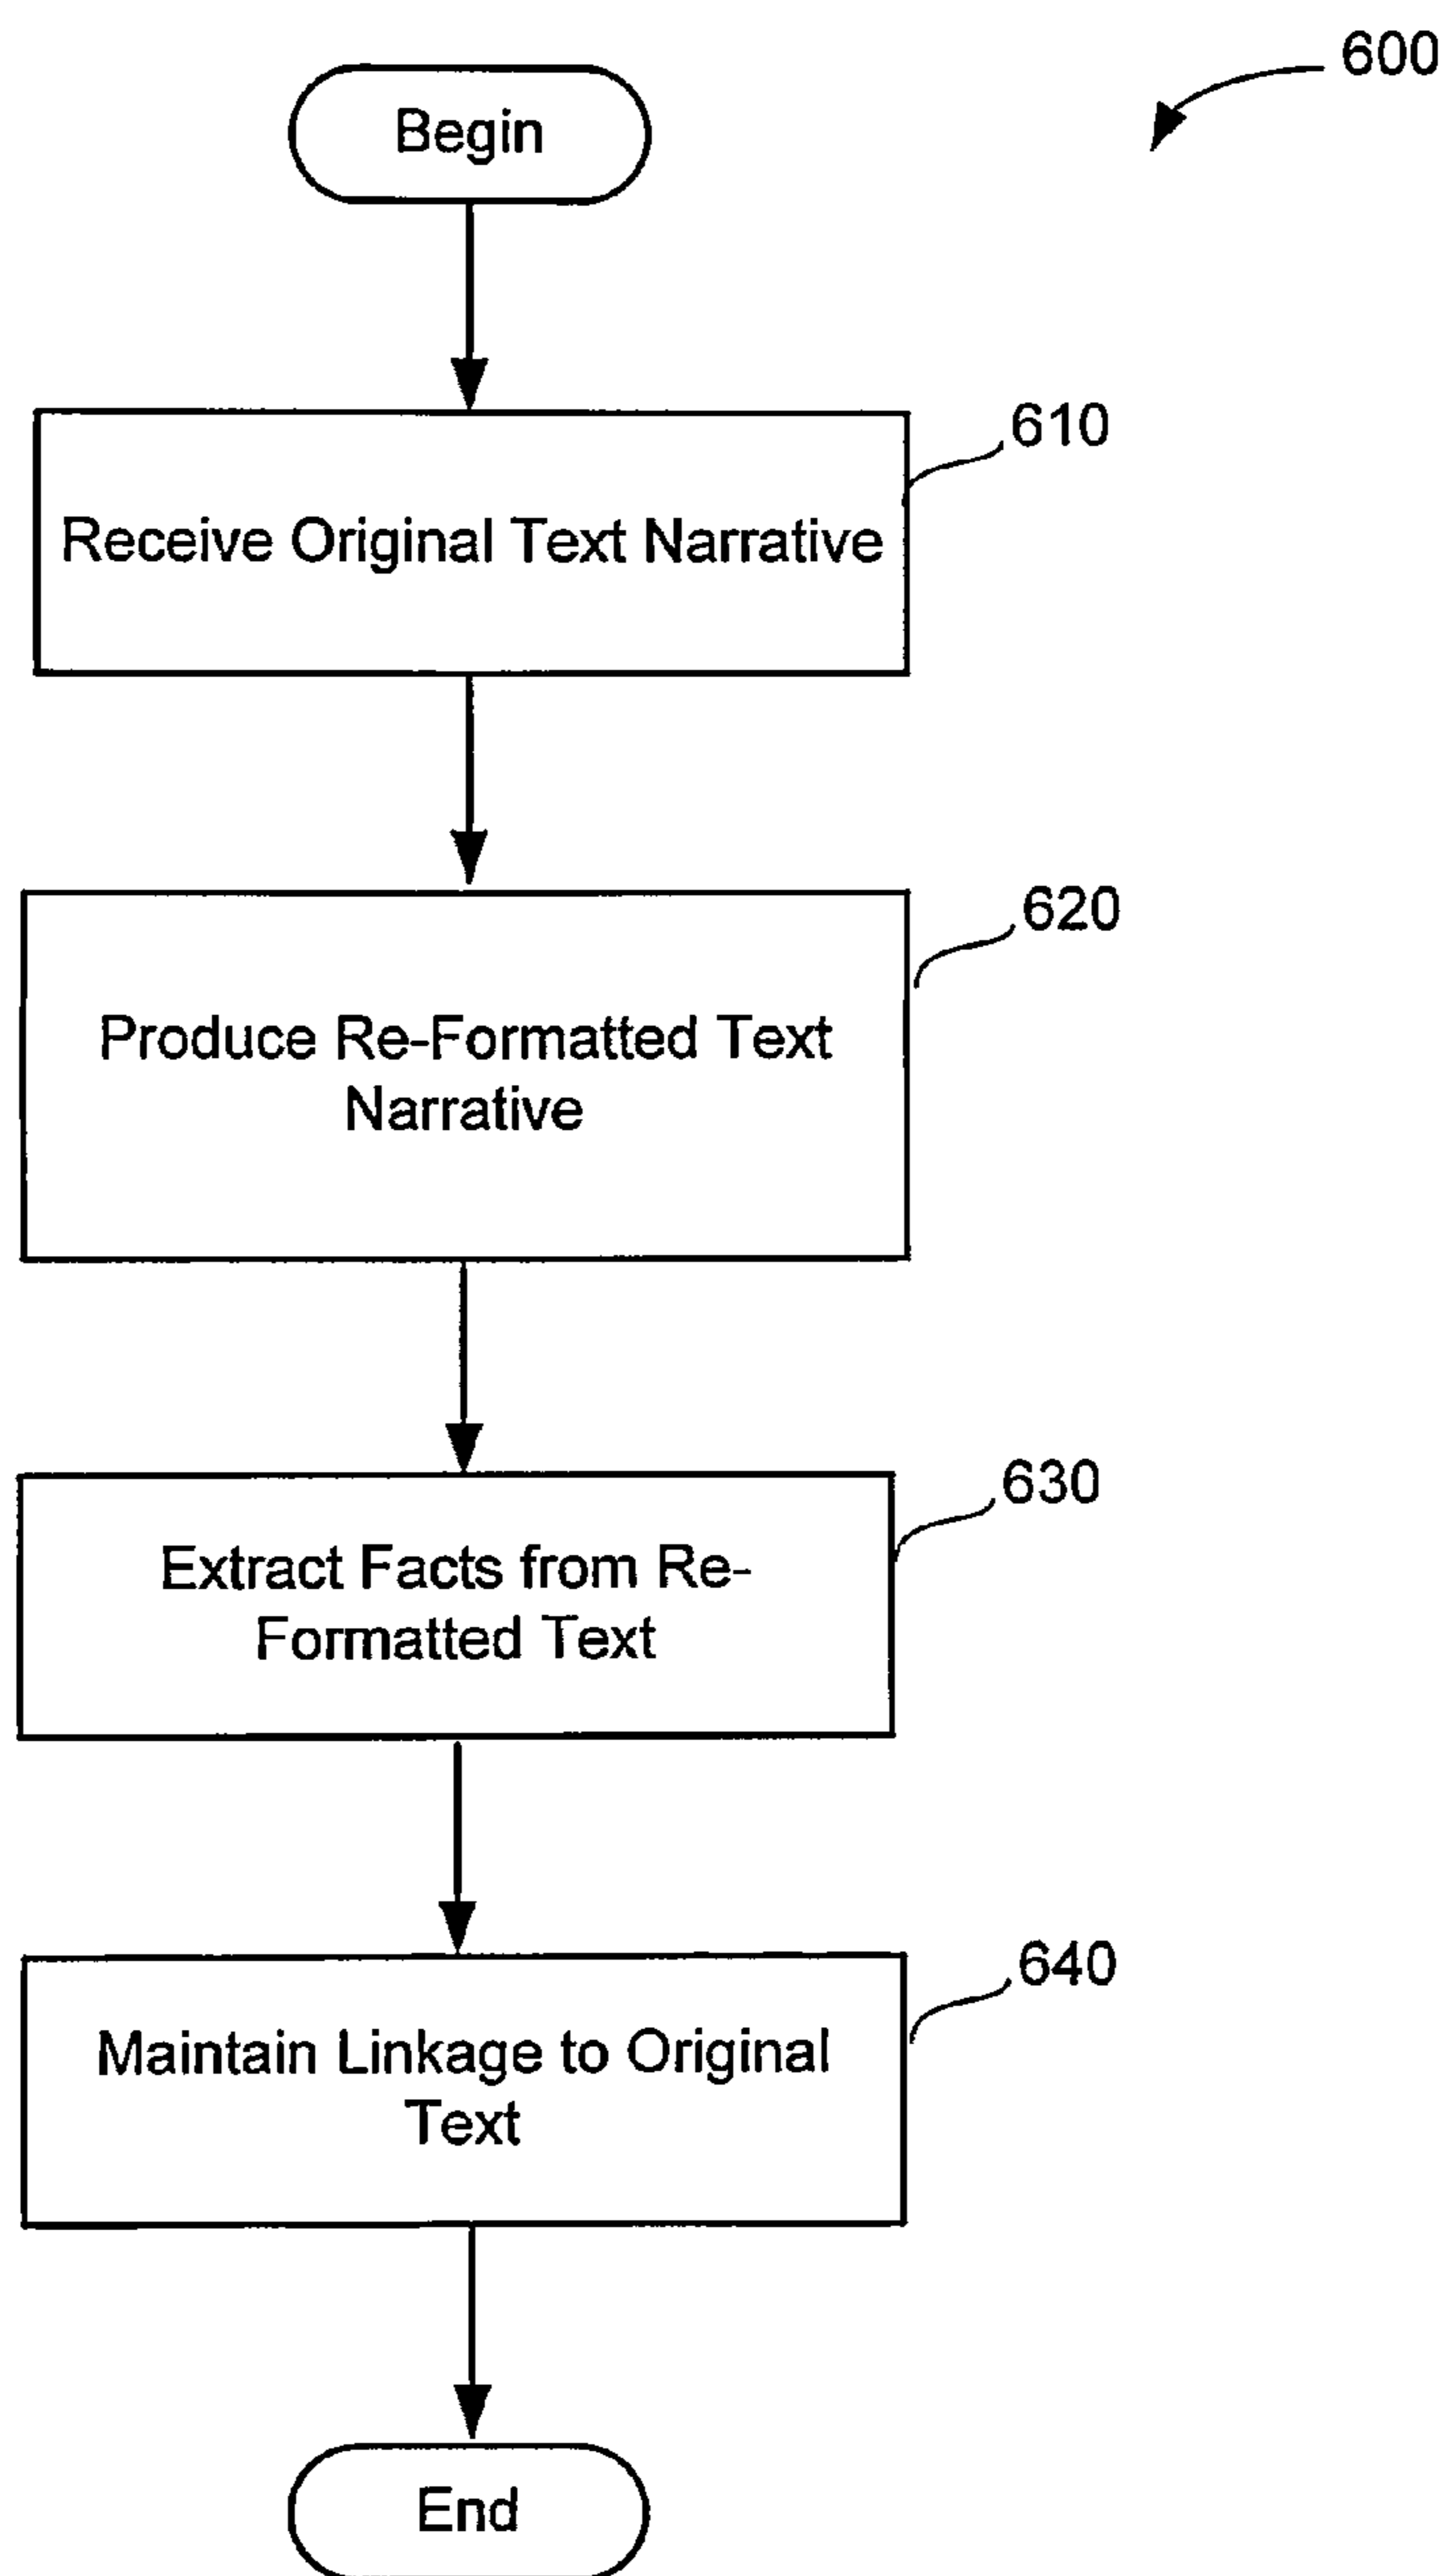 600
Begin
610
Receive Original Text Narrative
620
Produce Re-Formatted Text
Narrative
630
Extract Facts from Re-
Formatted Text
640
Maintain Linkage to Original
Text
End